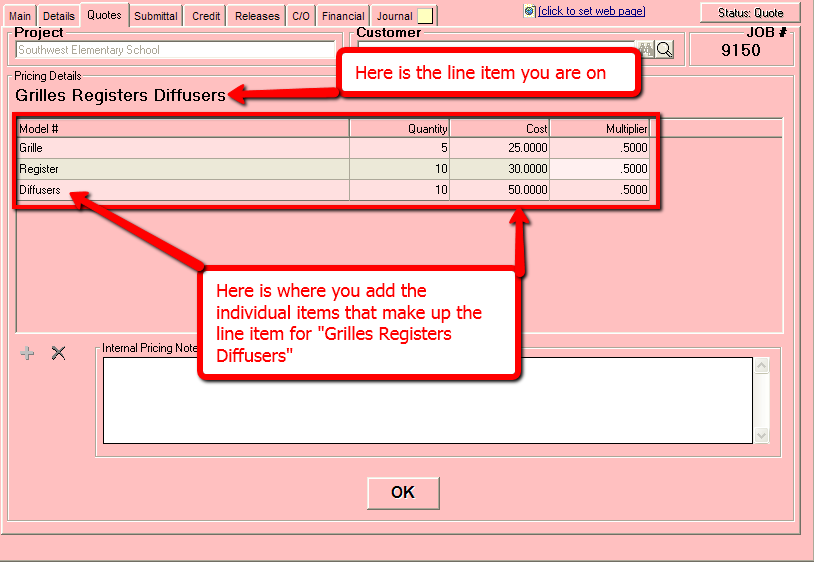 Main Details Quotes Submittal Credit Releases C/O Financial Journal
(click to set web page)
Status: Quote
Project
Customer
JOB #
Southwest Elementary School
9150
Here is the line item you are on
Pricing Details
Grilles Registers Diffusers
Model # Quantity Cost Multiplier
Grille 5 25.0000 .5000
Register 10 30.0000 .5000
Diffusers 10 50.0000 .5000
Here is where you add the
individual items that make up the
line item for "Grilles Registers
Diffusers"
Internal Pricing Note
OK